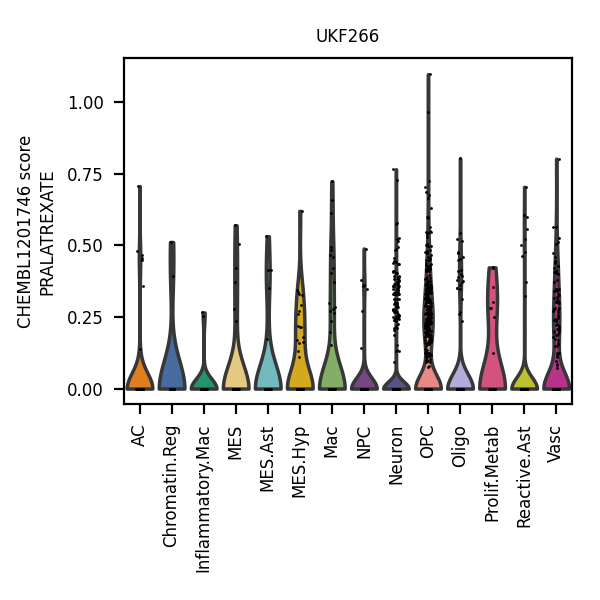 UKF266
CHEMBL1201746 score
PRALATREXATE
1.00
0.75
0.50
0.25
0.00
AC
Chromatin.Reg
Inflammatory.Mac
MES
MES.Ast
MES.Hyp
Mac
NPC
Neuron
OPC
Oligo
Prolif.Metab
Reactive.Ast
Vasc